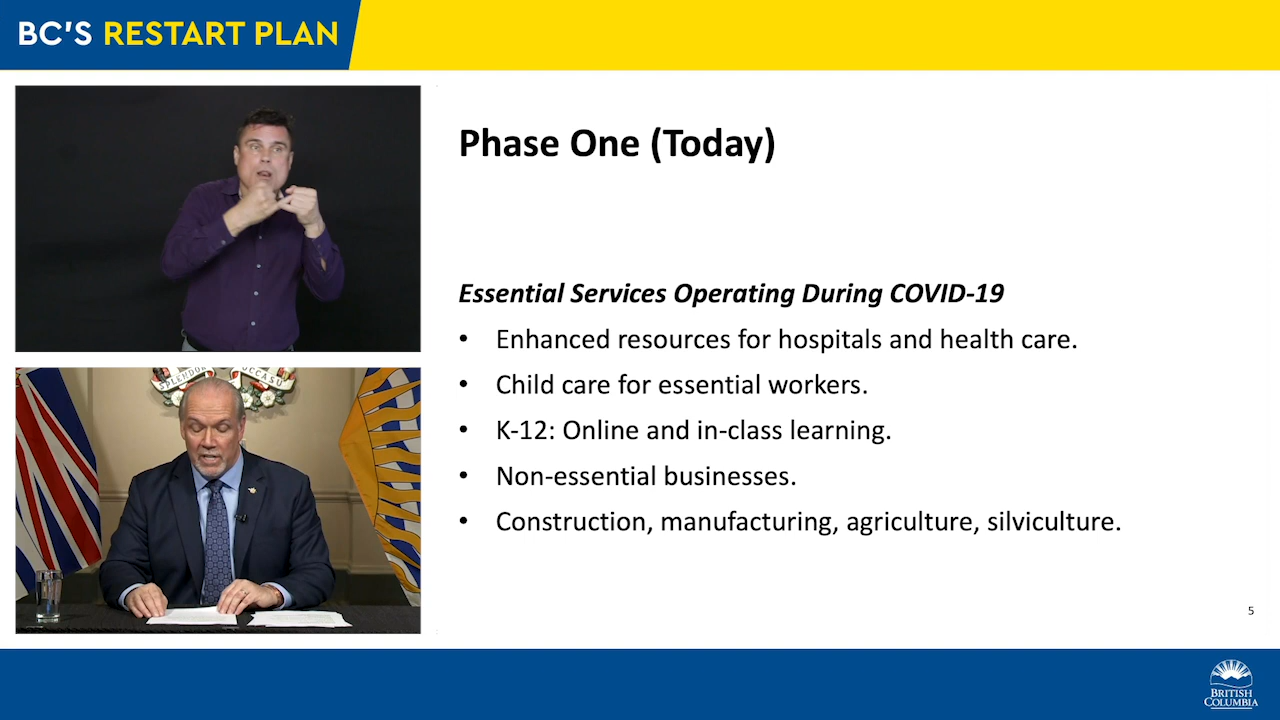 BC'S RESTART PLAN
Phase One (Today)
Essential Services Operating During COVID-19
• Enhanced resources for hospitals and health care.
• Child care for essential workers.
• K-12: Online and in-class learning.
• Non-essential businesses.
• Construction, manufacturing, agriculture, silviculture.
SPLENDOR OCCASU
5
BRITISH
COLUMBIA